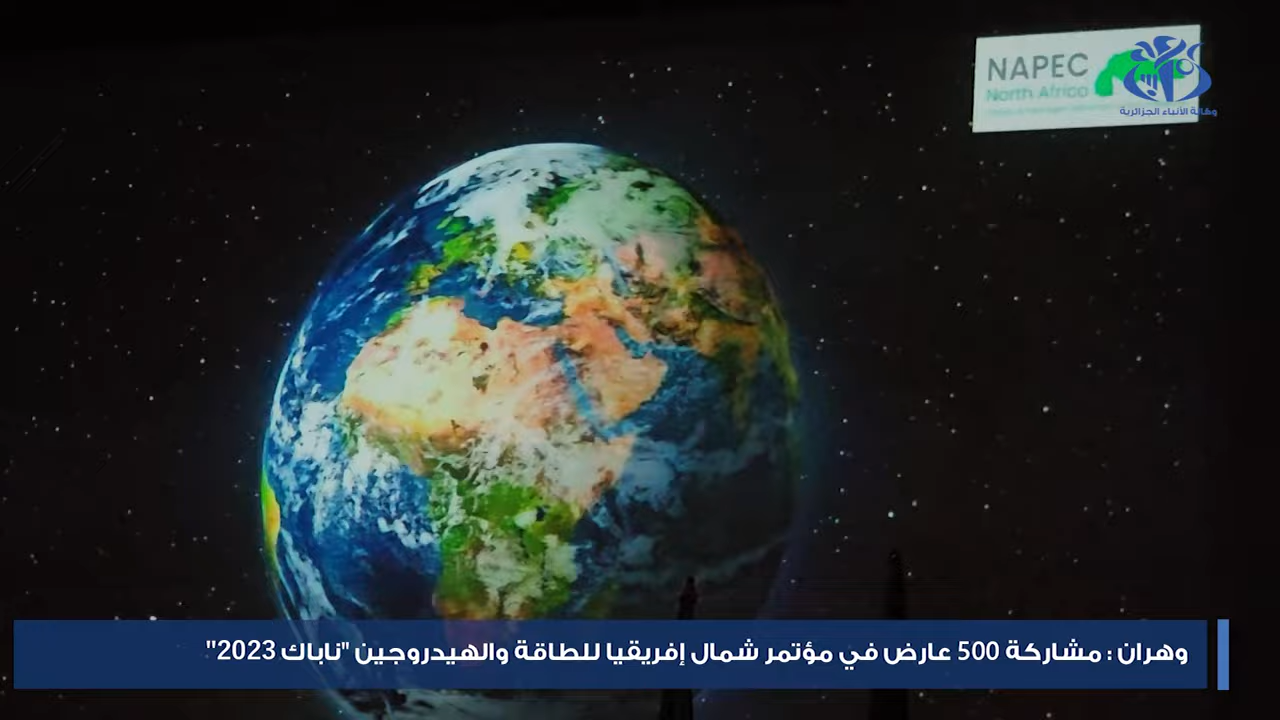 NAPEC
North Africa
وكالة الأنباء الجزائرية
وهران : مشاركة 500 عارض في مؤتمر شمال إفريقيا للطاقة والهيدروجين "ناباك 2023"